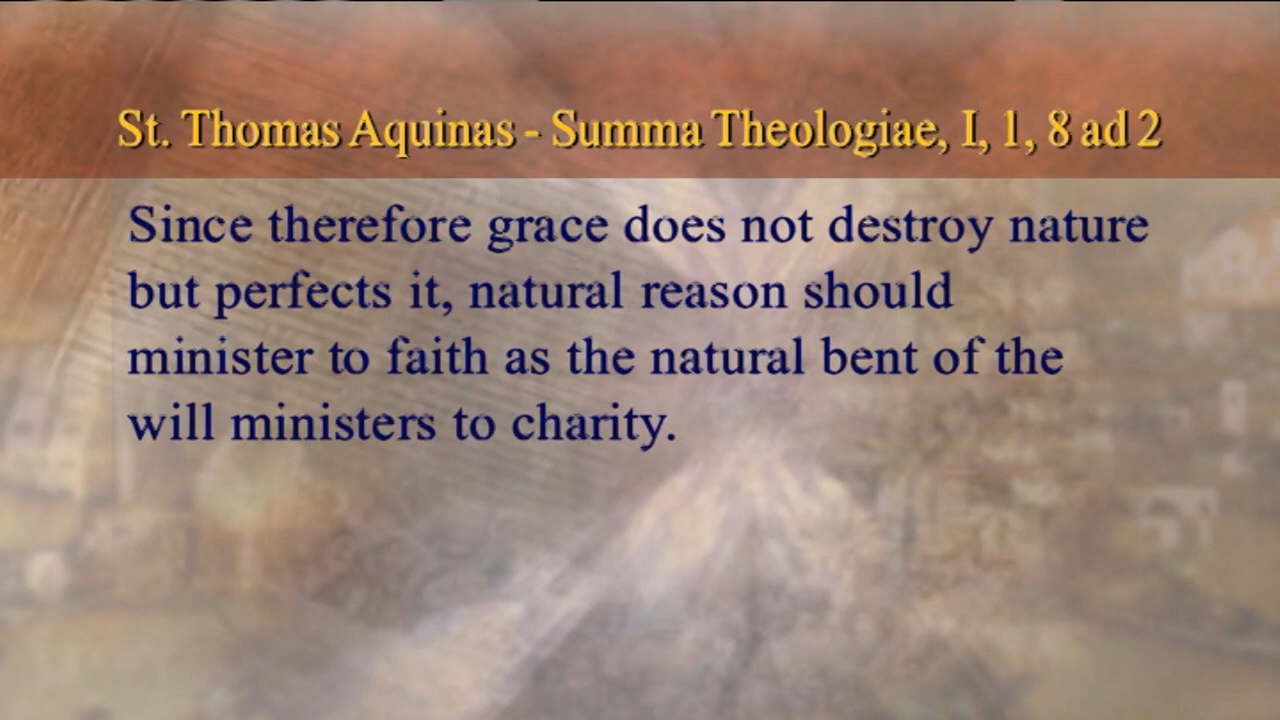 St. Thomas Aquinas - Summa Theologiae, I, 1, 8 ad 2
Since therefore grace does not destroy nature
but perfects it, natural reason should
minister to faith as the natural bent of the
will ministers to charity.